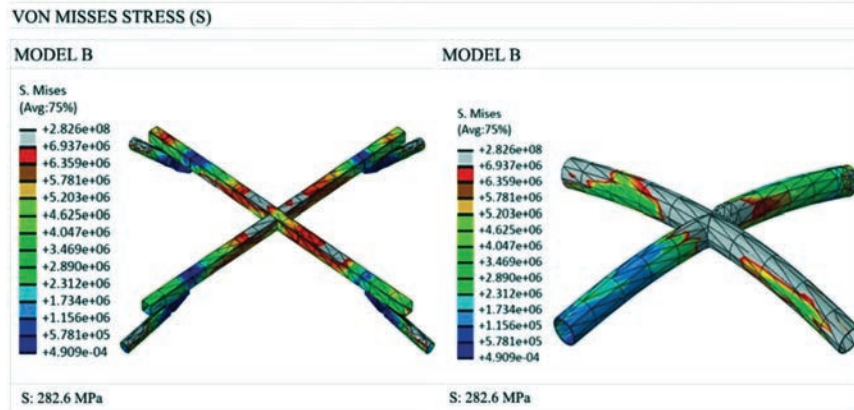 VON MISSES STRESS (S)
MODEL B
MODEL B
S. Mises
(Avg:75%)
+2.826e+08
+6.937e+06
+6.359e+06
+5.781e+06
+5.203e+06
+4.625e+06
+4.047e+06
+3.469e+06
+2.890e+06
+2.312e+06
+1.734e+06
+1.156e+06
+5.781e+05
+4.909e-04
S. Mises
(Avg:75%)
+2.826e+08
+6.937e+06
+6.359e+06
+5.781e+06
+5.203e+06
+4.625e+06
+4.047e+06
+3.469e+06
+2.890e+06
+2.312e+06
+1.734e+06
+1.156e+05
+5.781e+05
+4.909e-04
S: 282.6 MPa
S: 282.6 MPa